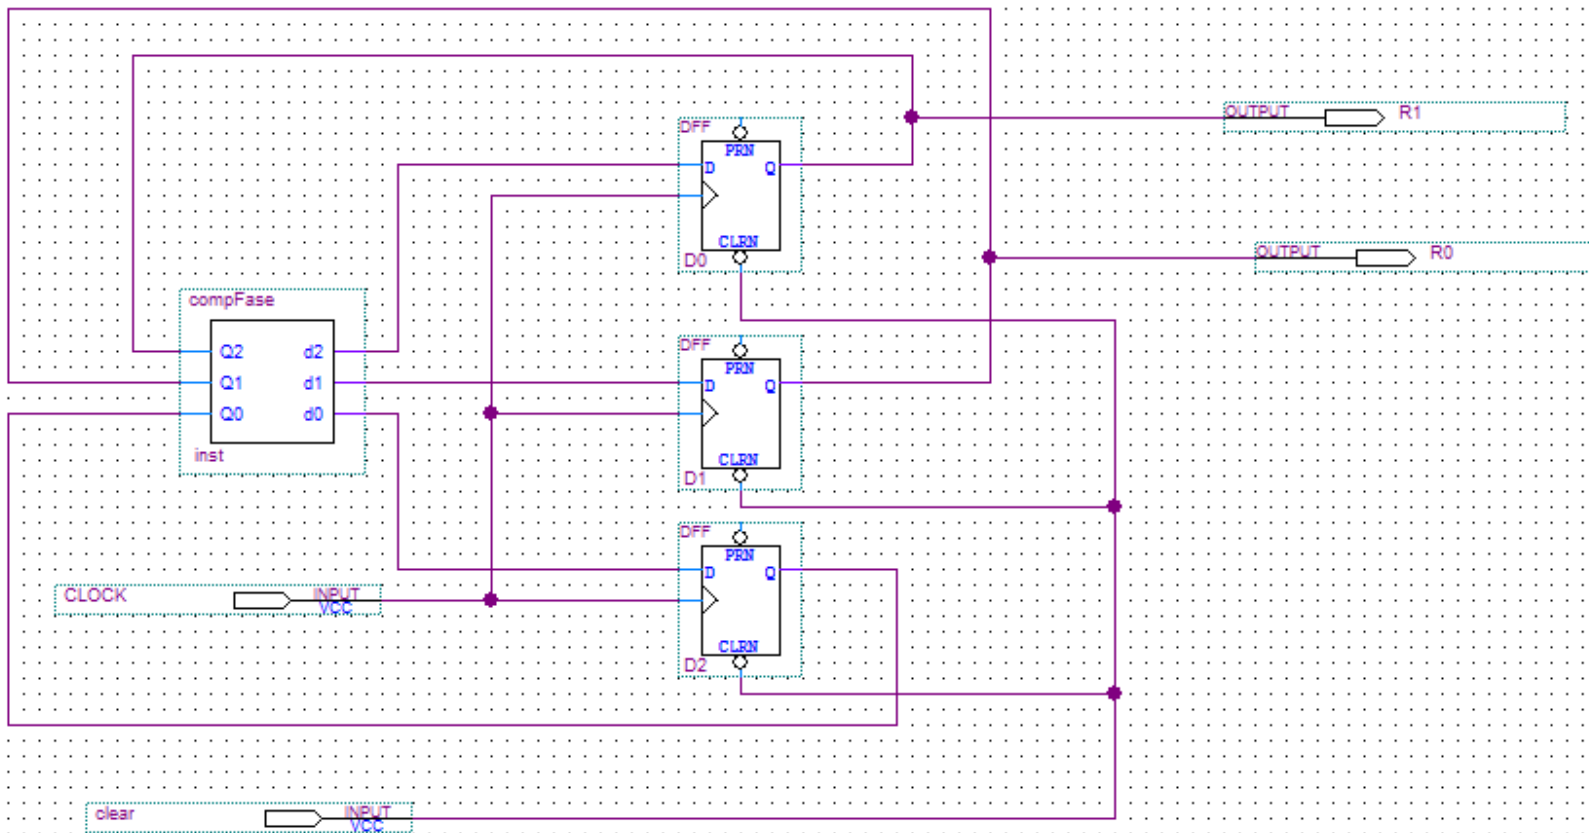 OUTPUT R1
DFF
PRN
D Q
CLRN
D0
OUTPUT R0
compFase
Q2 d2
Q1 d1
Q0 d0
inst
DFF
PRN
D Q
CLRN
D1
DFF
PRN
D Q
CLRN
D2
CLOCK INPUT
VCC
clear INPUT
VCC